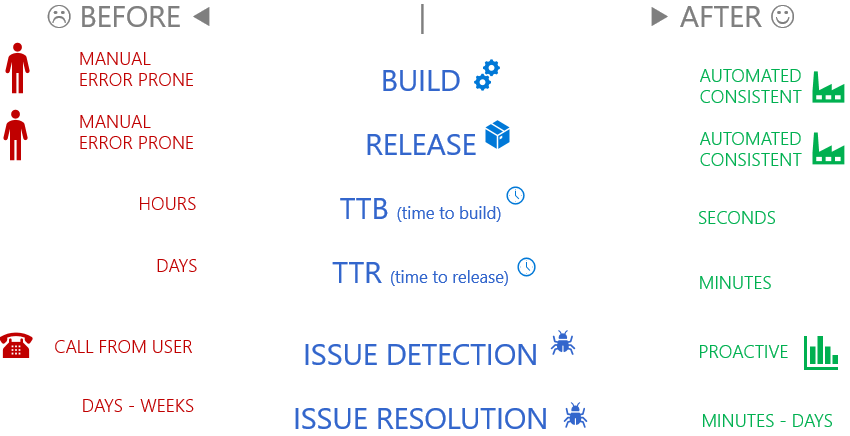 BEFORE
AFTER
MANUAL
ERROR PRONE
BUILD
AUTOMATED
CONSISTENT
MANUAL
ERROR PRONE
RELEASE
AUTOMATED
CONSISTENT
HOURS
TTB (time to build)
SECONDS
DAYS
TTR (time to release)
MINUTES
CALL FROM USER
ISSUE DETECTION
PROACTIVE
DAYS - WEEKS
ISSUE RESOLUTION
MINUTES - DAYS